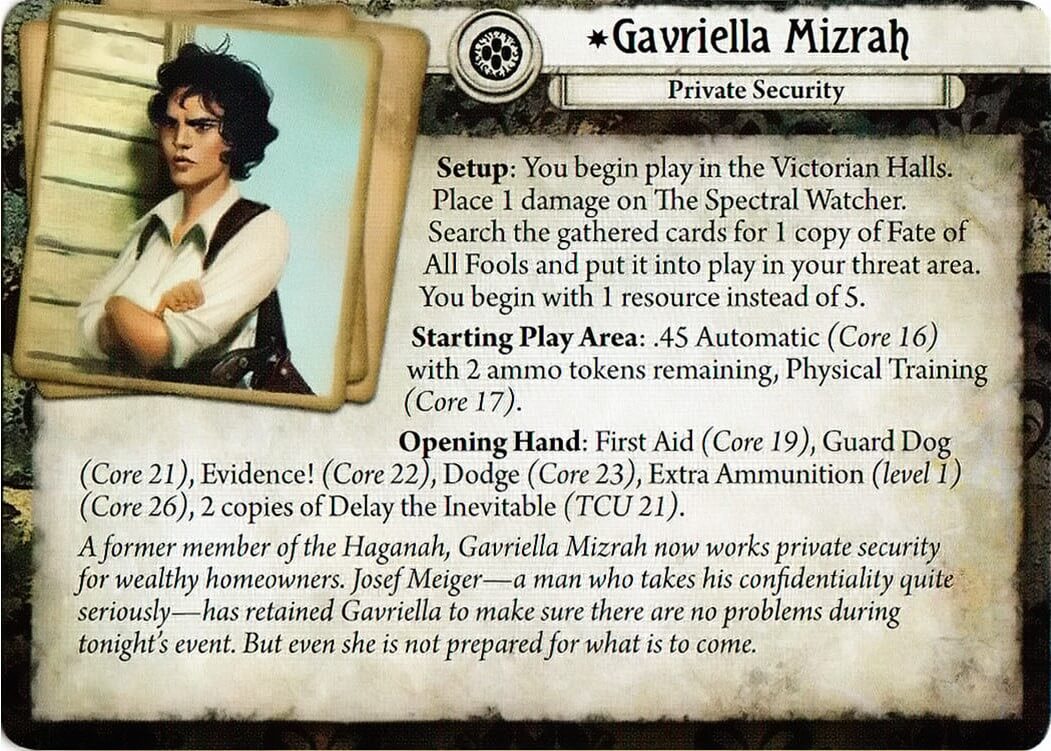 ✷Gavriella Mizrah
Private Security
Setup: You begin play in the Victorian Halls.
Place 1 damage on The Spectral Watcher.
Search the gathered cards for 1 copy of Fate of
All Fools and put it into play in your threat area.
You begin with 1 resource instead of 5.
Starting Play Area: .45 Automatic (Core 16)
with 2 ammo tokens remaining, Physical Training
(Core 17).
Opening Hand: First Aid (Core 19), Guard Dog
(Core 21), Evidence! (Core 22), Dodge (Core 23), Extra Ammunition (level 1)
(Core 26), 2 copies of Delay the Inevitable (TCU 21).
A former member of the Haganah, Gavriella Mizrah now works private security
for wealthy homeowners. Josef Meiger—a man who takes his confidentiality quite
seriously—has retained Gavriella to make sure there are no problems during
tonight's event. But even she is not prepared for what is to come.